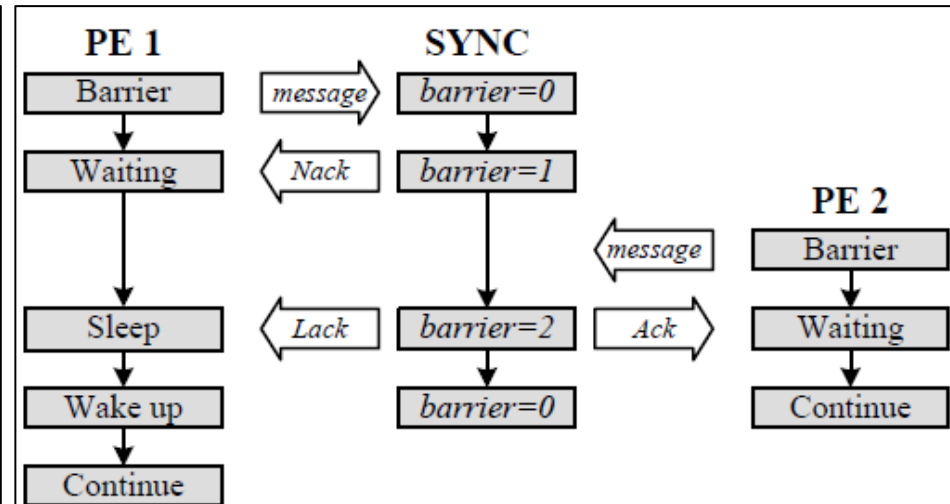 PE 1
SYNC
Barrier
message
barrier=0
Waiting
Nack
barrier=1
PE 2
message
Barrier
Sleep
Lack
barrier=2
Ack
Waiting
Wake up
barrier=0
Continue
Continue